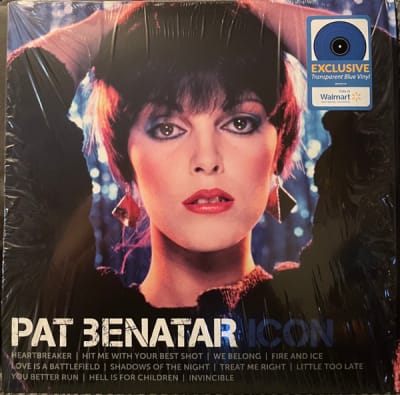 EXCLUSIVE
Transparent Blue Vinyl
Walmart
PAT BENATAR ICON
HEARTBREAKER | HIT ME WITH YOUR BEST SHOT | WE BELONG | FIRE AND ICE
LOVE IS A BATTLEFIELD | SHADOWS OF THE NIGHT | TREAT ME RIGHT | LITTLE TOO LATE
YOU BETTER RUN | HELL IS FOR CHILDREN | INVINCIBLE